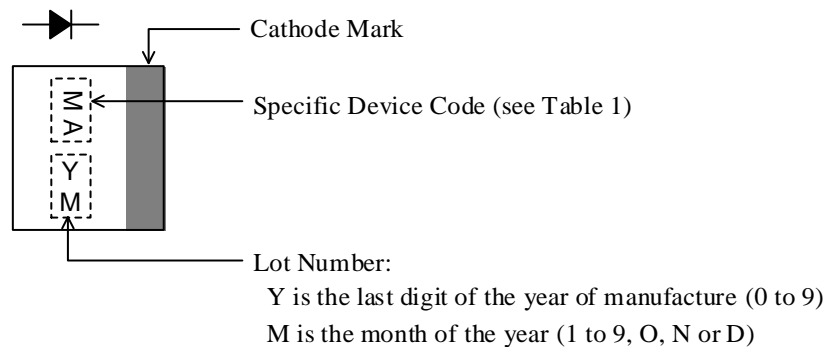 Cathode Mark
MA
Specific Device Code (see Table 1)
Y
M
Lot Number:
Y is the last digit of the year of manufacture (0 to 9)
M is the month of the year (1 to 9, O, N or D)